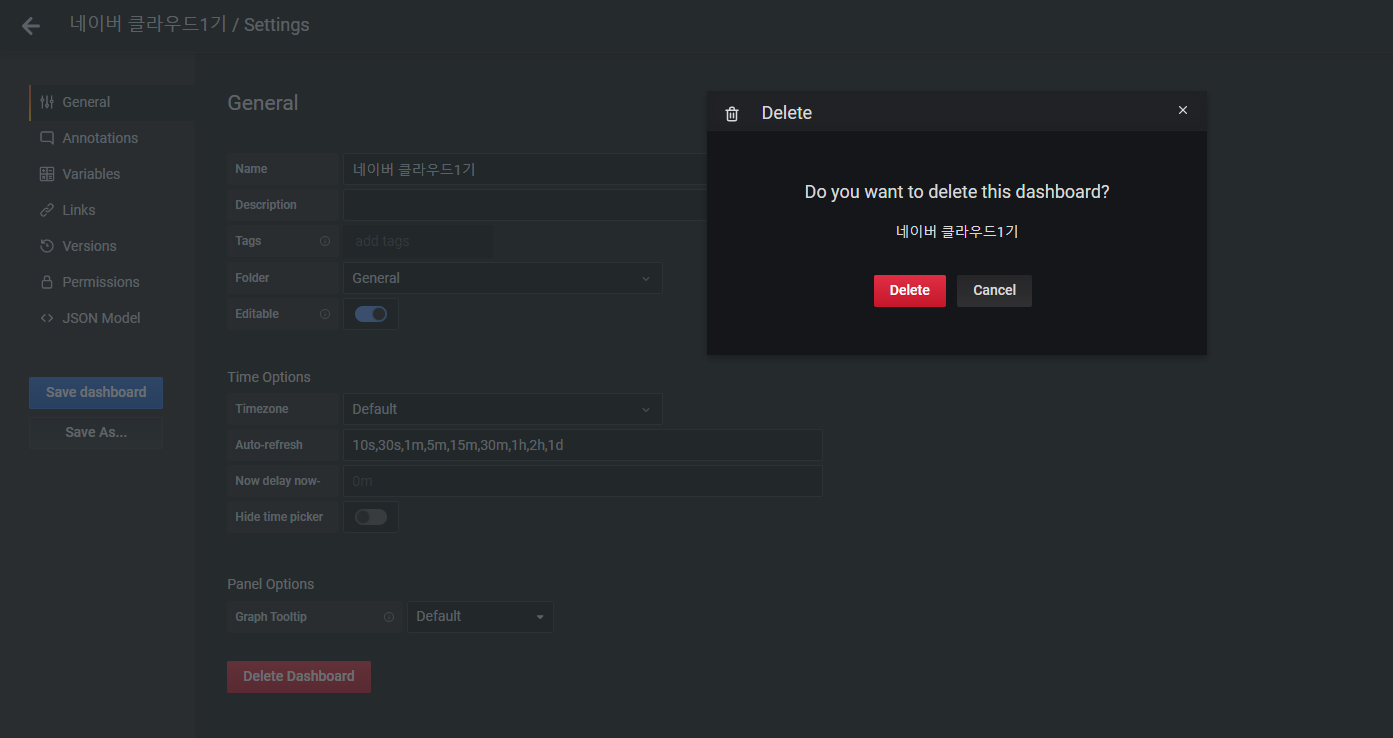 네이버 클라우드1기 / Settings
General
Annotations
Variables
Links
Versions
Permissions
JSON Model
Save dashboard
Save As...
General
Name 네이버 클라우드1기
Description
Tags add tags
Folder General
Editable
Time Options
Timezone Default
Auto-refresh 10s,30s,1m,5m,15m,30m,1h,2h,1d
Now delay now- 0m
Hide time picker
Panel Options
Graph Tooltip Default
Delete Dashboard
Delete
Do you want to delete this dashboard?
네이버 클라우드1기
Delete Cancel